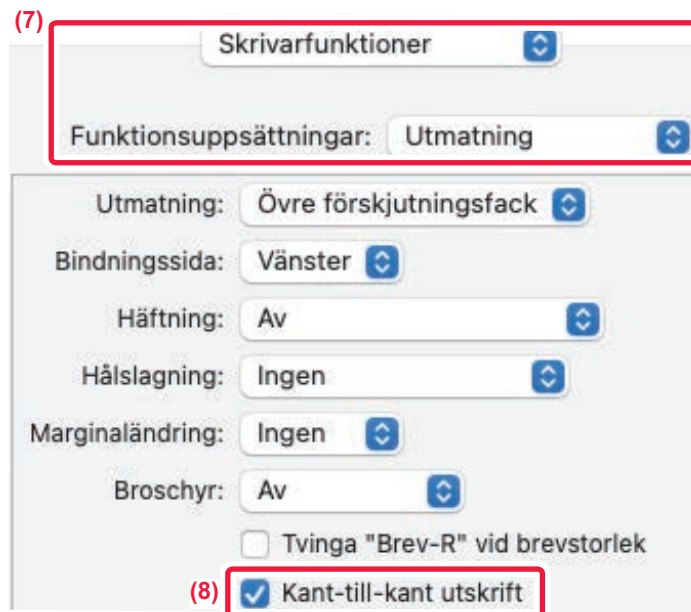 (7)
Skrivarfunktioner
Funktionsuppsättningar: Utmatning
Utmatning: Övre förskjutningsfack
Bindningssida: Vänster
Häftning: Av
Hålslagning: Ingen
Marginaländring: Ingen
Broschyr: Av
Tvinga "Brev-R" vid brevstorlek
(8) Kant-till-kant utskrift